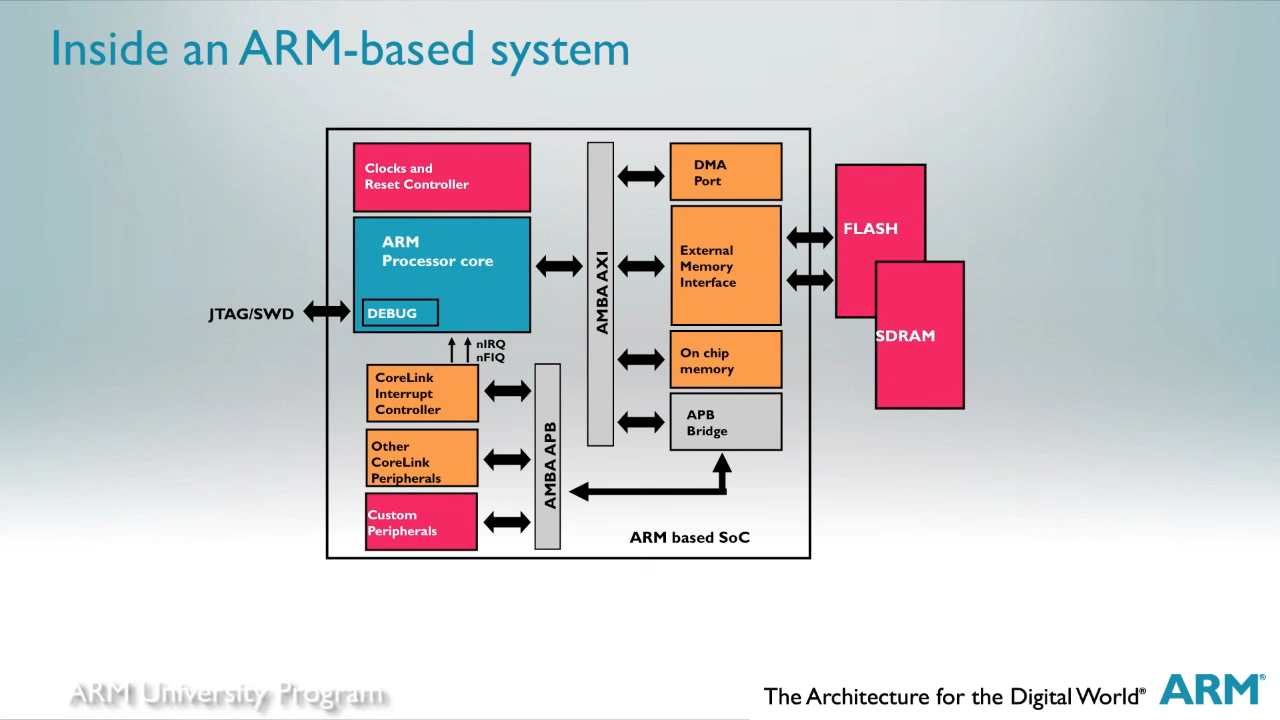 Inside an ARM-based system
Clocks and
Reset Controller
ARM
Processor core
DEBUG
JTAG/SWD
nIRQ
nFIQ
CoreLink
Interrupt
Controller
Other
CoreLink
Peripherals
Custom
Peripherals
AMBA APB
AMBA AXI
DMA
Port
External
Memory
Interface
On chip
memory
APB
Bridge
ARM based SoC
FLASH
SDRAM
ARM University Program
The Architecture for the Digital World®
ARM®